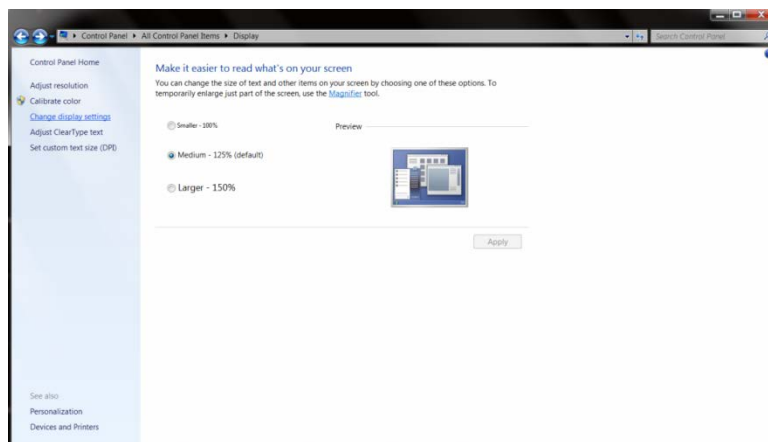 Control Panel ▸ All Control Panel Items ▸ Display
Search Control Panel
Control Panel Home
Adjust resolution
Calibrate color
Change display settings
Adjust ClearType text
Set custom text size (DPI)
See also
Personalization
Devices and Printers
Make it easier to read what's on your screen
You can change the size of text and other items on your screen by choosing one of these options. To
temporarily enlarge just part of the screen, use the Magnifier tool.
Smaller - 100%
Preview
Medium - 125% (default)
Larger - 150%
Apply